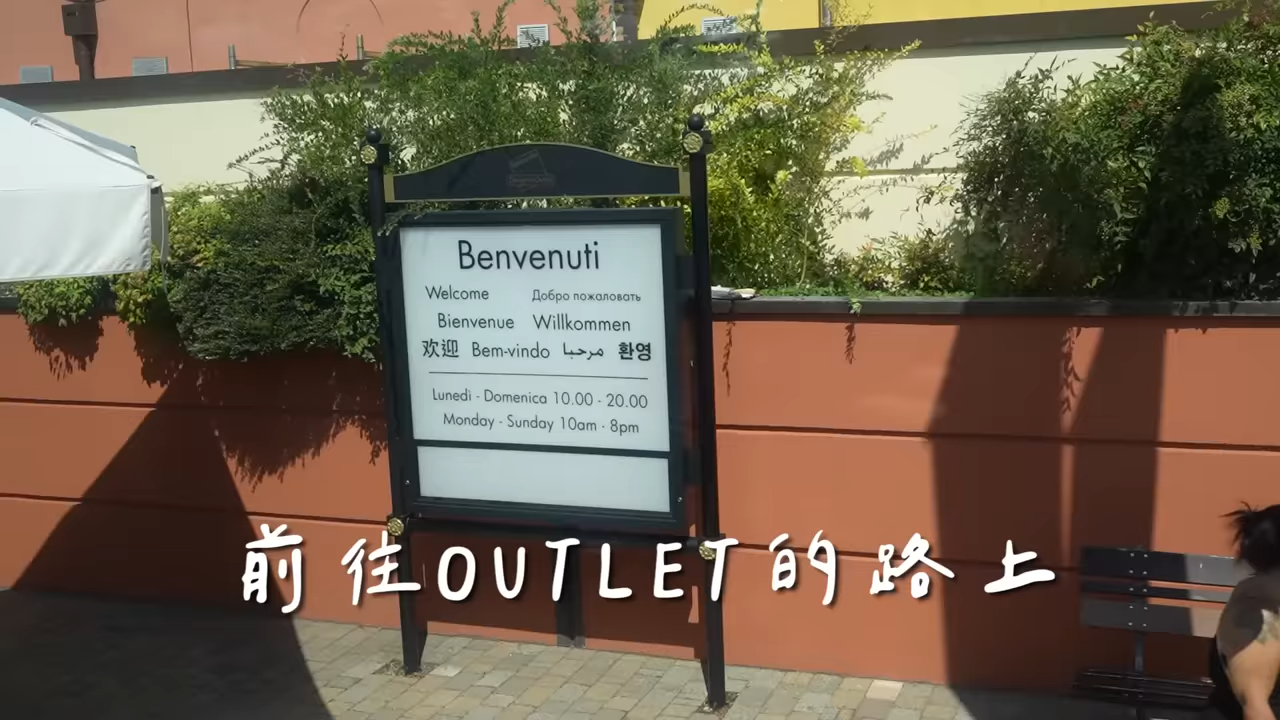 Benvenuti
Welcome Добро пожаловать
Bienvenue Willkommen
欢迎 Bem-vindo مرحبا 환영
Lunedì - Domenica 10.00 - 20.00
Monday - Sunday 10am - 8pm
前往OUTLET的路上